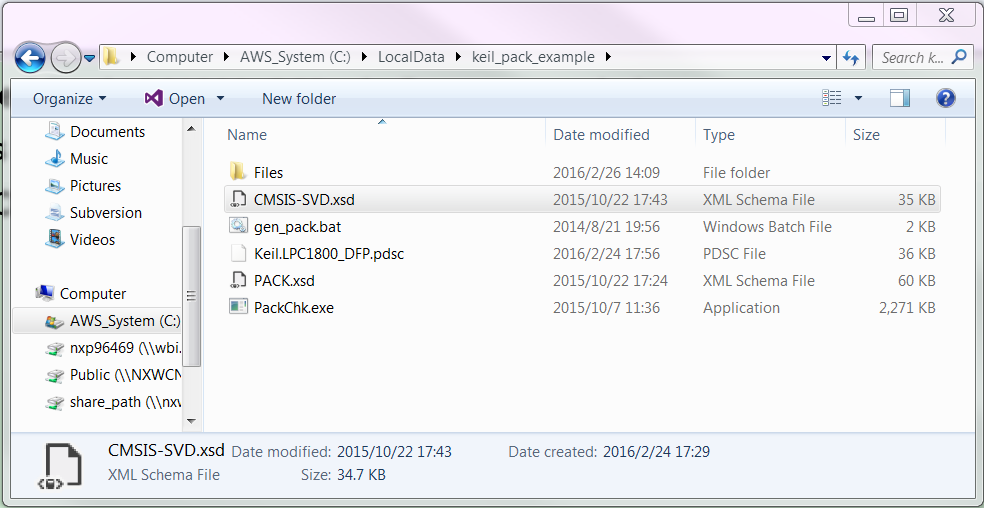 Computer AWS_System (C:) LocalData keil_pack_example Search k...
Organize Open New folder
Documents
Music
Pictures
Subversion
Videos
Computer
AWS_System (C:)
nxp96469 (\\wbi.
Public (\\NXWCN
share_path (\\nxw
Name Date modified Type Size
Files 2016/2/26 14:09 File folder
CMSIS-SVD.xsd 2015/10/22 17:43 XML Schema File 35 KB
gen_pack.bat 2014/8/21 19:56 Windows Batch File 2 KB
Keil.LPC1800_DFP.pdsc 2016/2/24 17:56 PDSC File 36 KB
PACK.xsd 2015/10/22 17:24 XML Schema File 60 KB
PackChk.exe 2015/10/7 11:36 Application 2,271 KB
CMSIS-SVD.xsd Date modified: 2015/10/22 17:43 Date created: 2016/2/24 17:29
XML Schema File Size: 34.7 KB